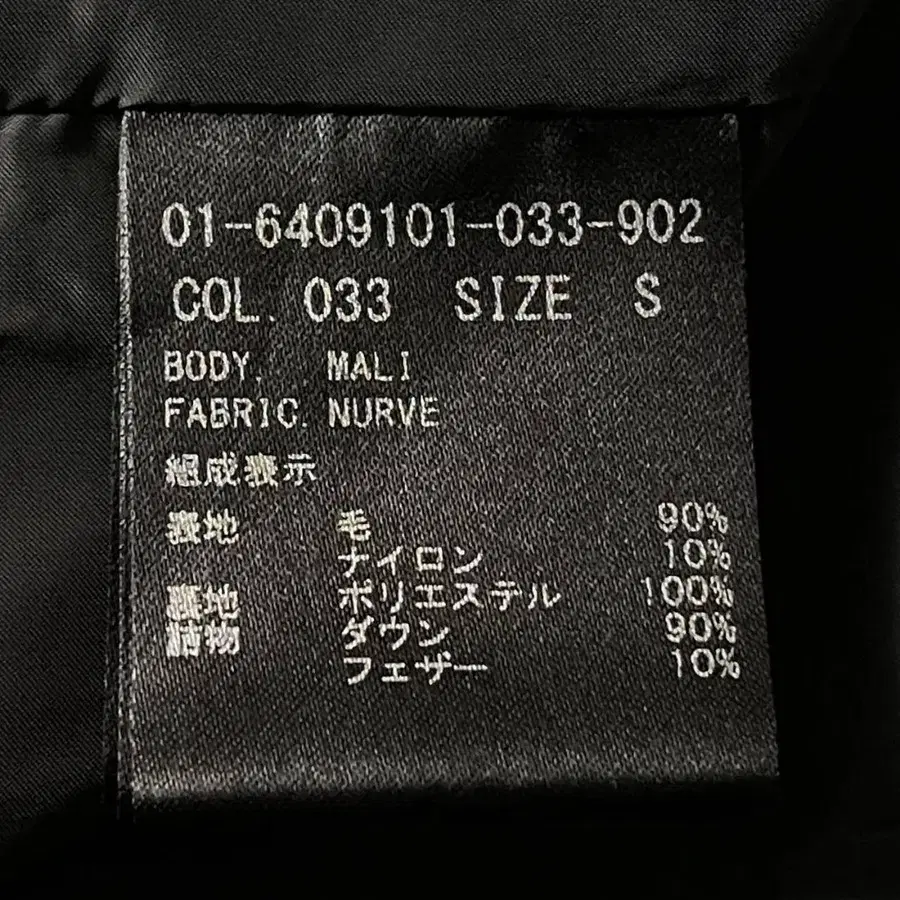 01-6409101-033-902
COL. 033 SIZE S
BODY. MALI
FABRIC. NURVE
組成表示
表地 毛 90%
ナイロン 10%
裏地 ポリエステル 100%
詰物 ダウン 90%
フェザー 10%